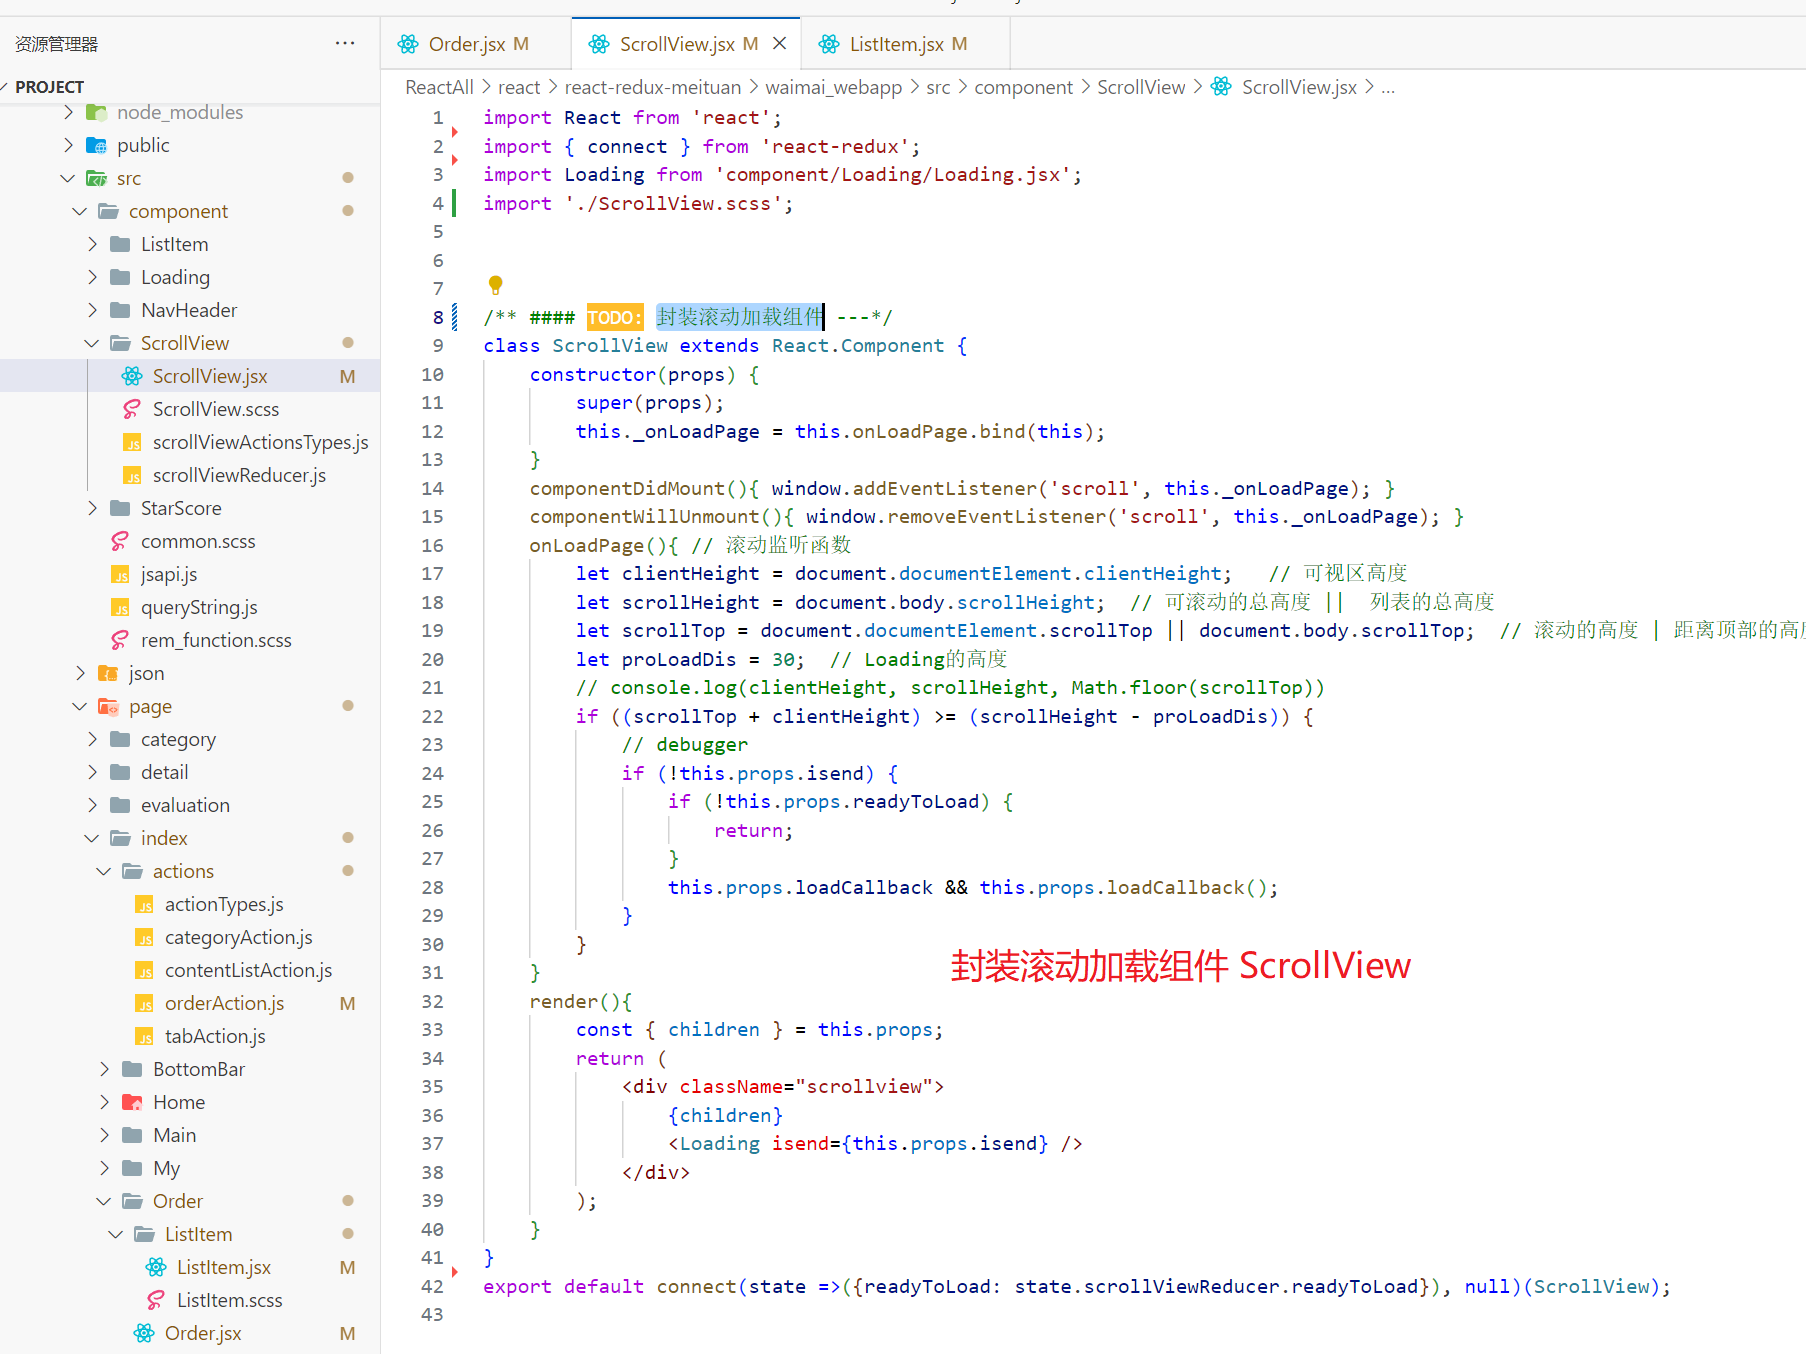 资源管理器
PROJECT
node_modules
public
src
component
ListItem
Loading
NavHeader
ScrollView
ScrollView.jsx M
ScrollView.scss
scrollViewActionsTypes.js
scrollViewReducer.js
StarScore
common.scss
jsapi.js
queryString.js
rem_function.scss
json
page
category
detail
evaluation
index
actions
actionTypes.js
categoryAction.js
contentListAction.js
orderAction.js M
tabAction.js
BottomBar
Home
Main
My
Order
ListItem
ListItem.jsx M
ListItem.scss
Order.jsx M
Order.jsx M ScrollView.jsx M ListItem.jsx M
ReactAll > react > react-redux-meituan > waimai_webapp > src > component > ScrollView > ScrollView.jsx > ...
1 import React from 'react';
2 import { connect } from 'react-redux';
3 import Loading from 'component/Loading/Loading.jsx';
4 import './ScrollView.scss';
5
6
7
8 /** #### TODO: 封装滚动加载组件 ---*/
9 class ScrollView extends React.Component {
10 constructor(props) {
11 super(props);
12 this._onLoadPage = this.onLoadPage.bind(this);
13 }
14 componentDidMount(){ window.addEventListener('scroll', this._onLoadPage); }
15 componentWillUnmount(){ window.removeEventListener('scroll', this._onLoadPage); }
16 onLoadPage(){ // 滚动监听函数
17 let clientHeight = document.documentElement.clientHeight; // 可视区高度
18 let scrollHeight = document.body.scrollHeight; // 可滚动的总高度 || 列表的总高度
19 let scrollTop = document.documentElement.scrollTop || document.body.scrollTop; // 滚动的高度 | 距离顶部的高
20 let proLoadDis = 30; // Loading的高度
21 // console.log(clientHeight, scrollHeight, Math.floor(scrollTop))
22 if ((scrollTop + clientHeight) >= (scrollHeight - proLoadDis)) {
23 // debugger
24 if (!this.props.isend) {
25 if (!this.props.readyToLoad) {
26 return;
27 }
28 this.props.loadCallback && this.props.loadCallback();
29 }
30 }
31 }
封装滚动加载组件 ScrollView
32 render(){
33 const { children } = this.props;
34 return (
35 <div className="scrollview">
36 {children}
37 <Loading isend={this.props.isend} />
38 </div>
39 );
40 }
41 }
42 export default connect(state =>({readyToLoad: state.scrollViewReducer.readyToLoad}), null)(ScrollView);
43